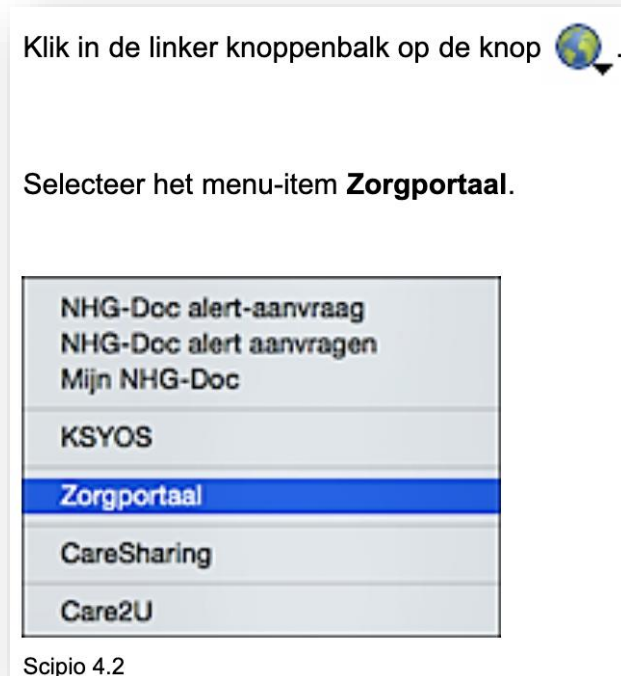 Klik in de linker knoppenbalk op de knop .
Selecteer het menu-item Zorgportaal.
NHG-Doc alert-aanvraag
NHG-Doc alert aanvragen
Mijn NHG-Doc
KSYOS
Zorgportaal
CareSharing
Care2U
Scipio 4.2